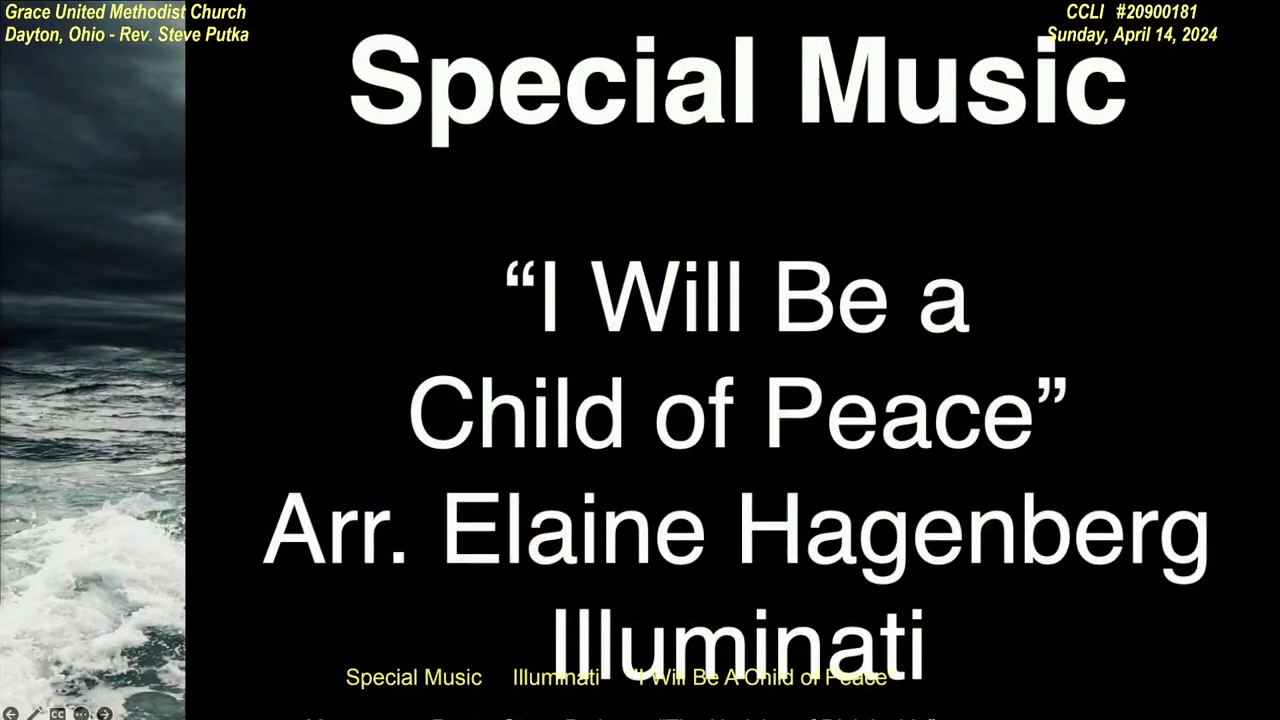 Grace United Methodist Church
Dayton, Ohio - Rev. Steve Putka
CCLI #20900181
Sunday, April 14, 2024
Special Music
“I Will Be a
Child of Peace”
Arr. Elaine Hagenberg
Illuminati
Special Music Illuminati "I Will Be A Child of Peace"